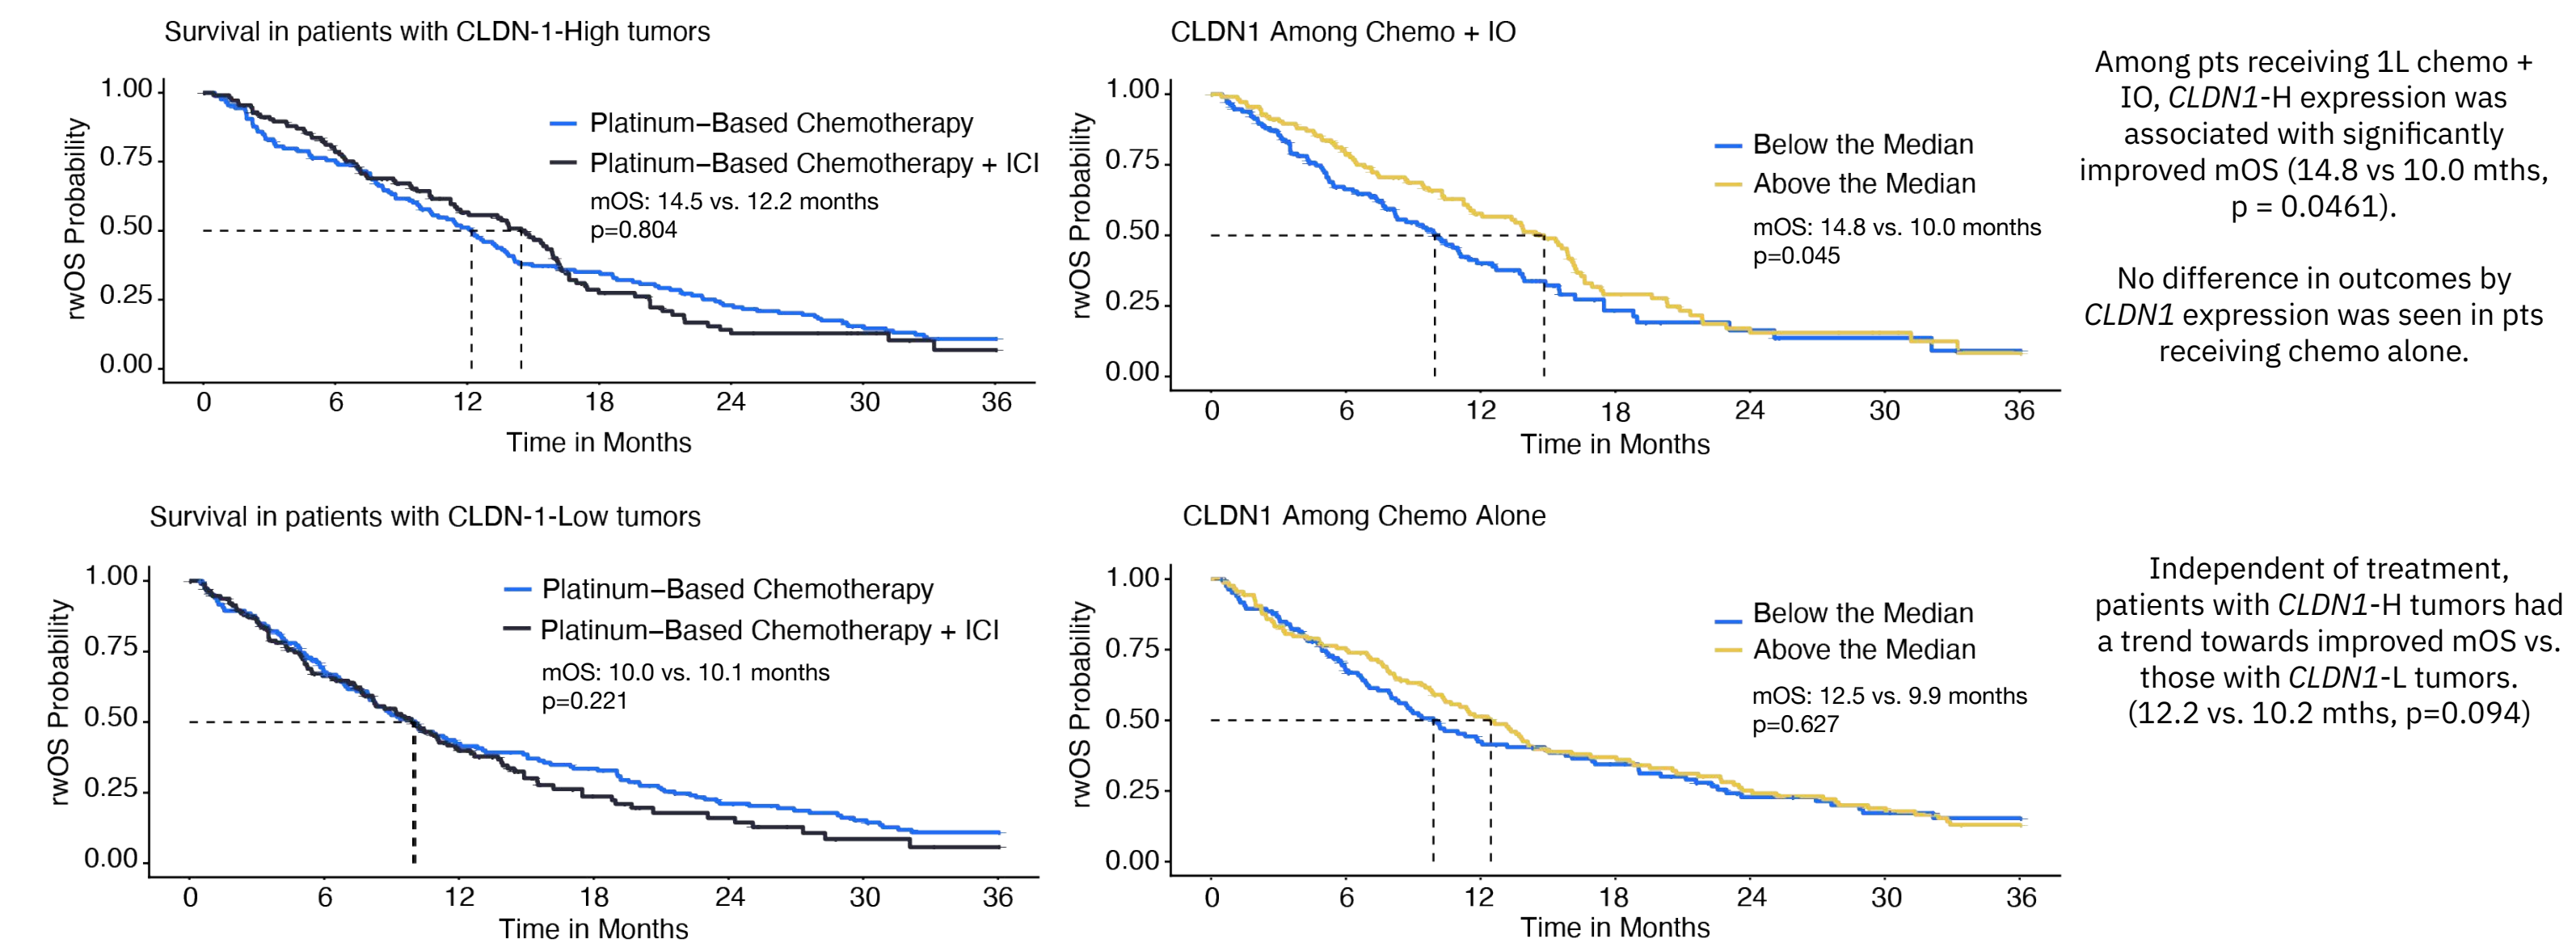 Survival in patients with CLDN-1-High tumors
1.00
0.75
0.50
0.25
0.00
rwOS Probability
Platinum–Based Chemotherapy
Platinum–Based Chemotherapy + ICI
mOS: 14.5 vs. 12.2 months
p=0.804
0 6 12 18 24 30 36
Time in Months
CLDN1 Among Chemo + IO
1.00
0.75
0.50
0.25
0.00
rwOS Probability
Below the Median
Above the Median
mOS: 14.8 vs. 10.0 months
p=0.045
0 6 12 18 24 30 36
Time in Months
Among pts receiving 1L chemo +
IO, CLDN1-H expression was
associated with significantly
improved mOS (14.8 vs 10.0 mths,
p = 0.0461).
No difference in outcomes by
CLDN1 expression was seen in pts
receiving chemo alone.
Survival in patients with CLDN-1-Low tumors
1.00
0.75
0.50
0.25
0.00
rwOS Probability
Platinum–Based Chemotherapy
Platinum–Based Chemotherapy + ICI
mOS: 10.0 vs. 10.1 months
p=0.221
0 6 12 18 24 30 36
Time in Months
CLDN1 Among Chemo Alone
1.00
0.75
0.50
0.25
0.00
rwOS Probability
Below the Median
Above the Median
mOS: 12.5 vs. 9.9 months
p=0.627
0 6 12 18 24 30 36
Time in Months
Independent of treatment,
patients with CLDN1-H tumors had
a trend towards improved mOS vs.
those with CLDN1-L tumors.
(12.2 vs. 10.2 mths, p=0.094)